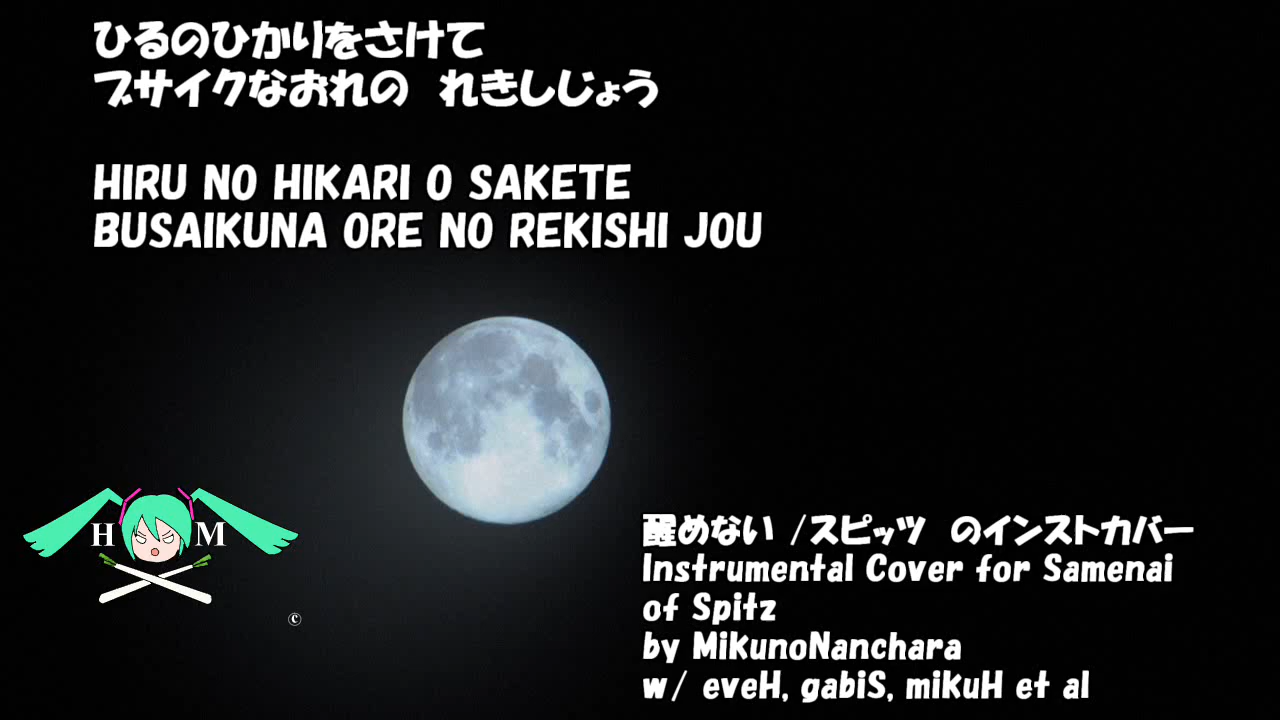 ひるのひかりをさけて
ブサイクなおれの　れきしじょう
HIRU NO HIKARI O SAKETE
BUSAIKUNA ORE NO REKISHI JOU
H M
©
醒めない /スピッツ　のインストカバー
Instrumental Cover for Samenai
of Spitz
by MikunoNanchara
w/ eveH, gabiS, mikuH et al